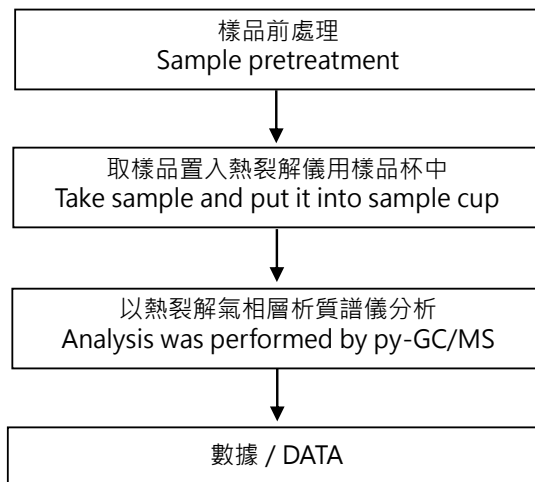 樣品前處理
Sample pretreatment
取樣品置入熱裂解儀用樣品杯中
Take sample and put it into sample cup
以熱裂解氣相層析質譜儀分析
Analysis was performed by py-GC/MS
數據 / DATA